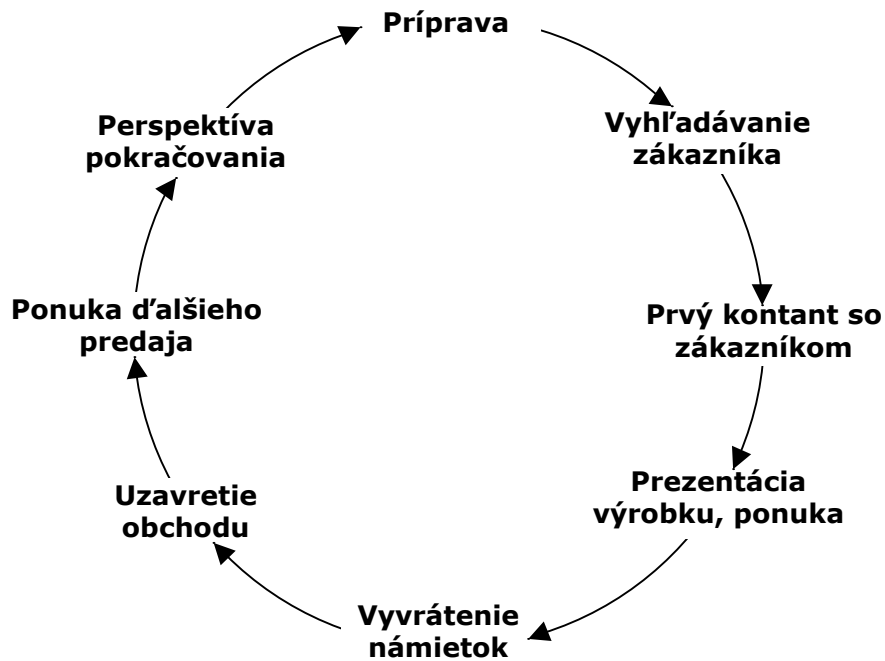 Príprava
Vyhľadávanie
zákazníka
Prvý kontant so
zákazníkom
Prezentácia
výrobku, ponuka
Vyvrátenie
námietok
Uzavretie
obchodu
Ponuka ďalšieho
predaja
Perspektíva
pokračovania